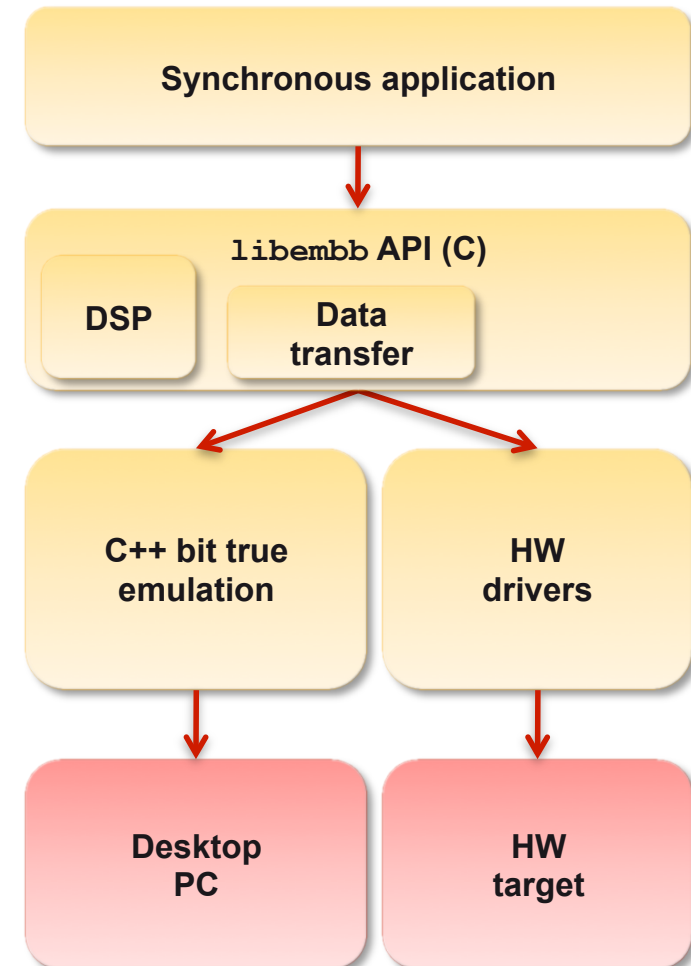 Synchronous application
libembb API (C)
DSP
Data
transfer
C++ bit true
emulation
HW
drivers
Desktop
PC
HW
target